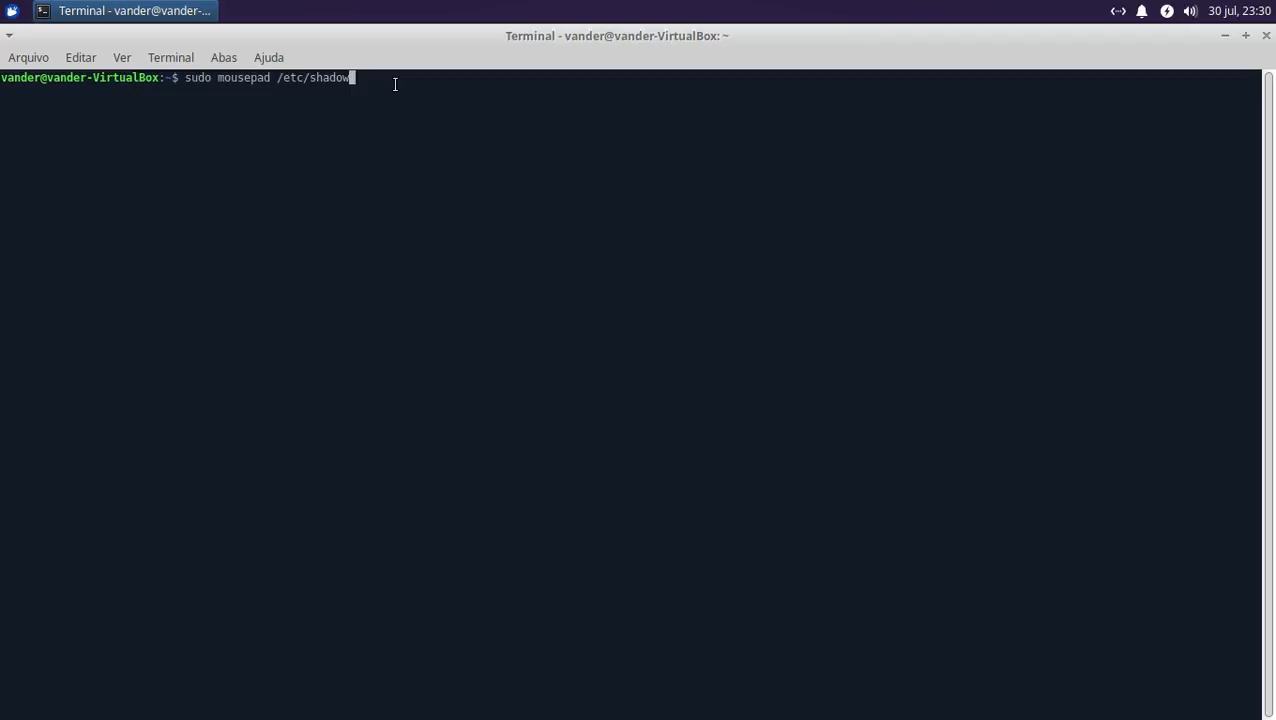 Terminal - vander@vander-...
30 jul, 23:30
Terminal - vander@vander-VirtualBox: ~
Arquivo Editar Ver Terminal Abas Ajuda
vander@vander-VirtualBox:~$ sudo mousepad /etc/shadow